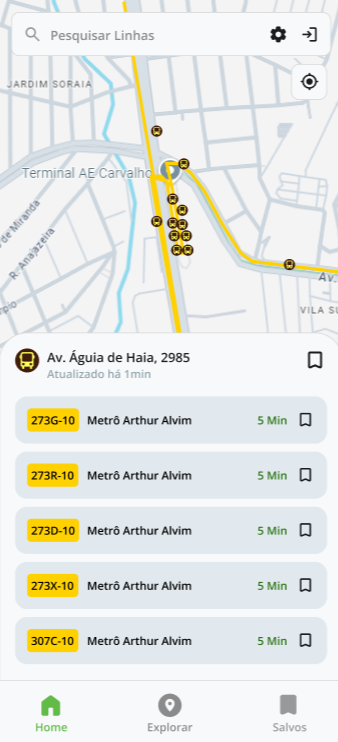 Pesquisar Linhas
JARDIM SORAIA
Terminal AE Carvalho
de Miranda
R. Anajazeira
Av.
VILA SU
Av. Águia de Haia, 2985
Atualizado há 1min
273G-10 Metrô Arthur Alvim 5 Min
273R-10 Metrô Arthur Alvim 5 Min
273D-10 Metrô Arthur Alvim 5 Min
273X-10 Metrô Arthur Alvim 5 Min
307C-10 Metrô Arthur Alvim 5 Min
Home Explorar Salvos